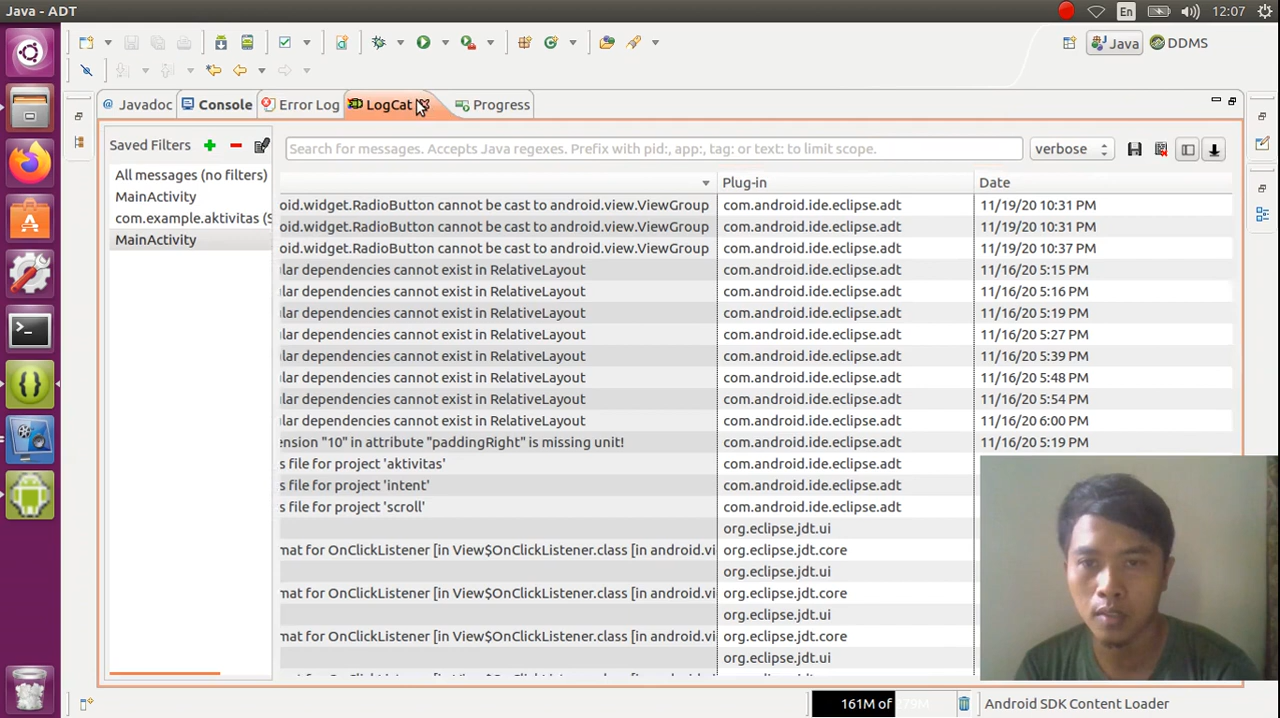 Java - ADT
En
12:07
Java
DDMS
Javadoc
Console
Error Log
LogCat
Progress
Saved Filters
Search for messages. Accepts Java regexes. Prefix with pid:, app:, tag: or text: to limit scope.
verbose
All messages (no filters)
MainActivity
com.example.aktivitas (S
MainActivity
Plug-in
Date
oid.widget.RadioButton cannot be cast to android.view.ViewGroup com.android.ide.eclipse.adt 11/19/20 10:31 PM
oid.widget.RadioButton cannot be cast to android.view.ViewGroup com.android.ide.eclipse.adt 11/19/20 10:31 PM
oid.widget.RadioButton cannot be cast to android.view.ViewGroup com.android.ide.eclipse.adt 11/19/20 10:37 PM
lar dependencies cannot exist in RelativeLayout com.android.ide.eclipse.adt 11/16/20 5:15 PM
lar dependencies cannot exist in RelativeLayout com.android.ide.eclipse.adt 11/16/20 5:16 PM
lar dependencies cannot exist in RelativeLayout com.android.ide.eclipse.adt 11/16/20 5:19 PM
lar dependencies cannot exist in RelativeLayout com.android.ide.eclipse.adt 11/16/20 5:27 PM
lar dependencies cannot exist in RelativeLayout com.android.ide.eclipse.adt 11/16/20 5:39 PM
lar dependencies cannot exist in RelativeLayout com.android.ide.eclipse.adt 11/16/20 5:48 PM
lar dependencies cannot exist in RelativeLayout com.android.ide.eclipse.adt 11/16/20 5:54 PM
lar dependencies cannot exist in RelativeLayout com.android.ide.eclipse.adt 11/16/20 6:00 PM
ension "10" in attribute "paddingRight" is missing unit! com.android.ide.eclipse.adt 11/16/20 5:19 PM
s file for project 'aktivitas' com.android.ide.eclipse.adt
s file for project 'intent' com.android.ide.eclipse.adt
s file for project 'scroll' com.android.ide.eclipse.adt
org.eclipse.jdt.ui
mat for OnClickListener [in View$OnClickListener.class [in android.vi org.eclipse.jdt.core
org.eclipse.jdt.ui
mat for OnClickListener [in View$OnClickListener.class [in android.vi org.eclipse.jdt.core
org.eclipse.jdt.ui
mat for OnClickListener [in View$OnClickListener.class [in android.vi org.eclipse.jdt.core
org.eclipse.jdt.ui
161M of 279M
Android SDK Content Loader